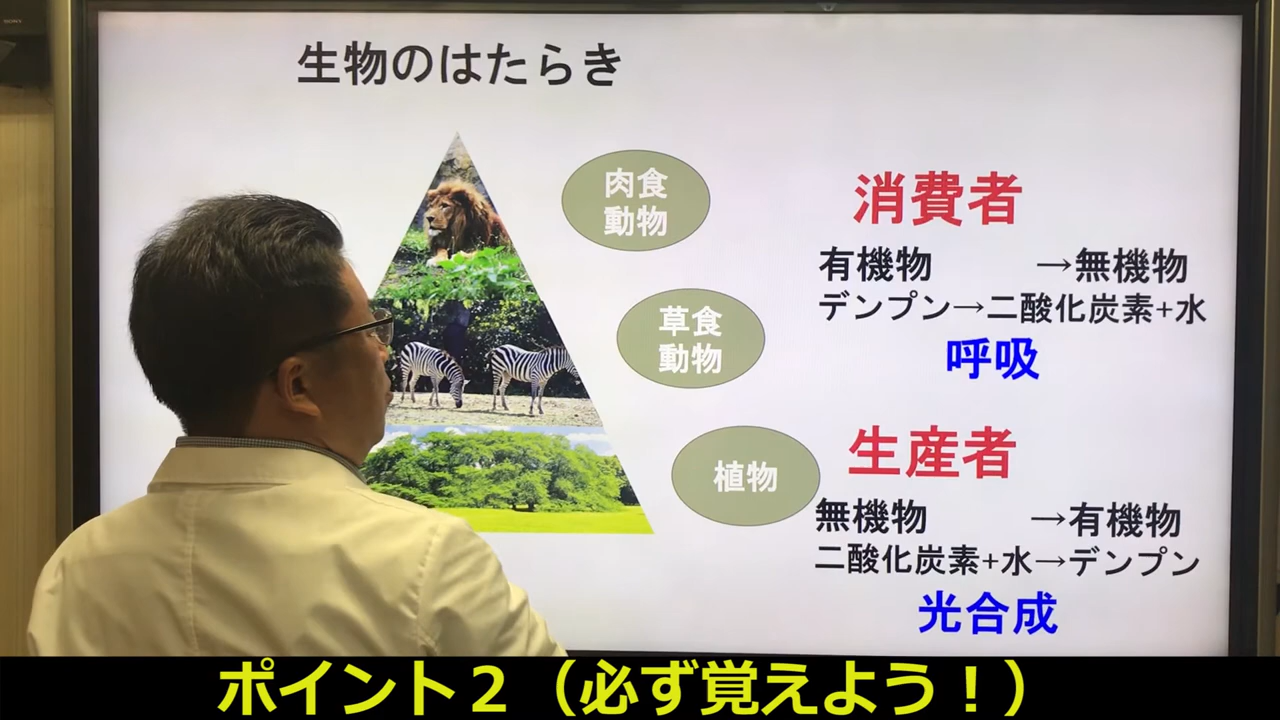 SONY
生物のはたらき
肉食
動物
消費者
有機物 →無機物
デンプン→二酸化炭素+水
呼吸
草食
動物
生産者
植物
無機物 →有機物
二酸化炭素+水→デンプン
光合成
ポイント２（必ず覚えよう！）